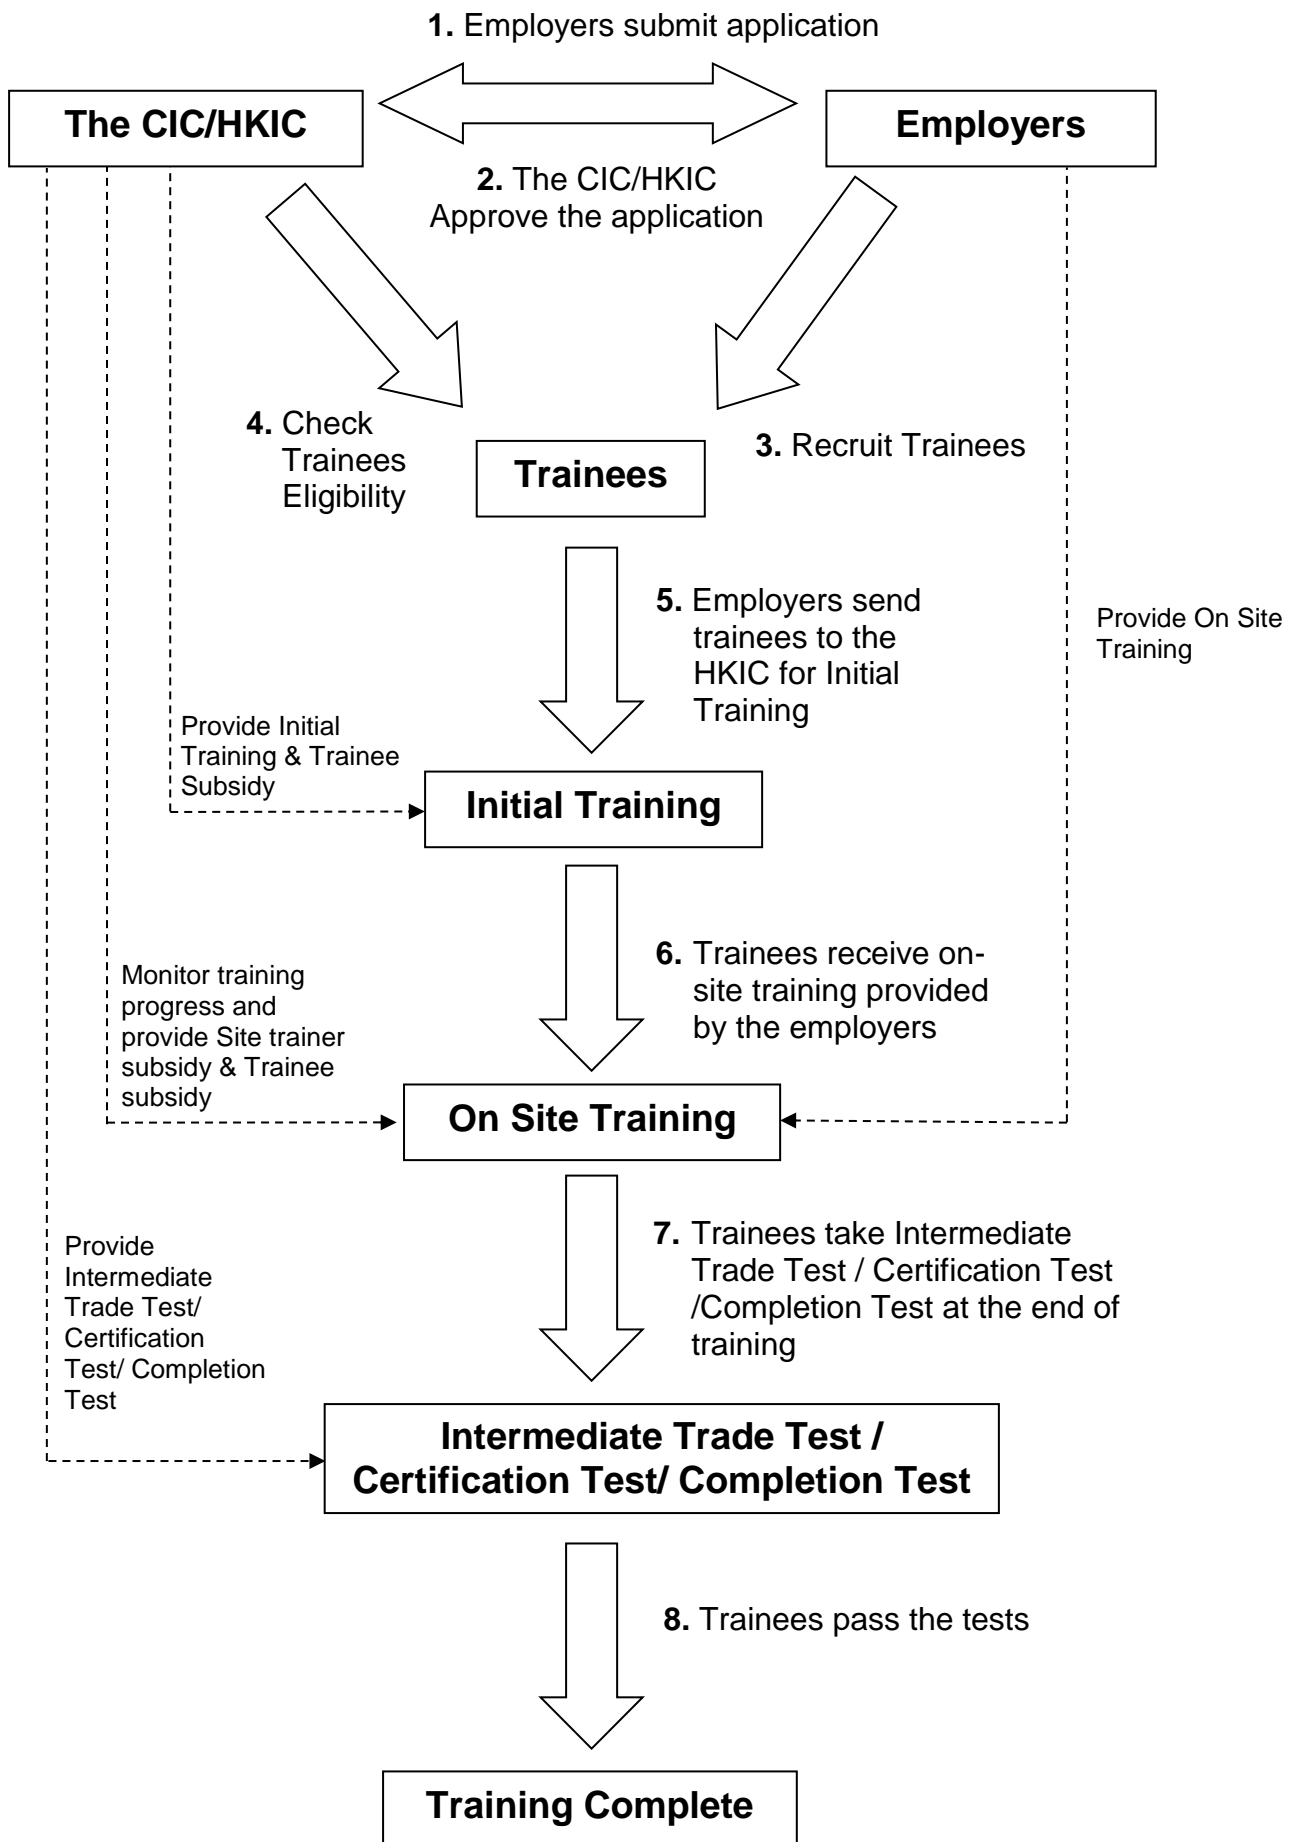 1. Employers submit application
The CIC/HKIC
Employers
2. The CIC/HKIC
Approve the application
4. Check
Trainees
Eligibility
3. Recruit Trainees
Trainees
5. Employers send
trainees to the
HKIC for Initial
Training
Provide On Site
Training
Provide Initial
Training & Trainee
Subsidy
Initial Training
6. Trainees receive on-
site training provided
by the employers
Monitor training
progress and
provide Site trainer
subsidy & Trainee
subsidy
On Site Training
7. Trainees take Intermediate
Trade Test / Certification Test
/Completion Test at the end of
training
Provide
Intermediate
Trade Test/
Certification
Test/ Completion
Test
Intermediate Trade Test /
Certification Test/ Completion Test
8. Trainees pass the tests
Training Complete